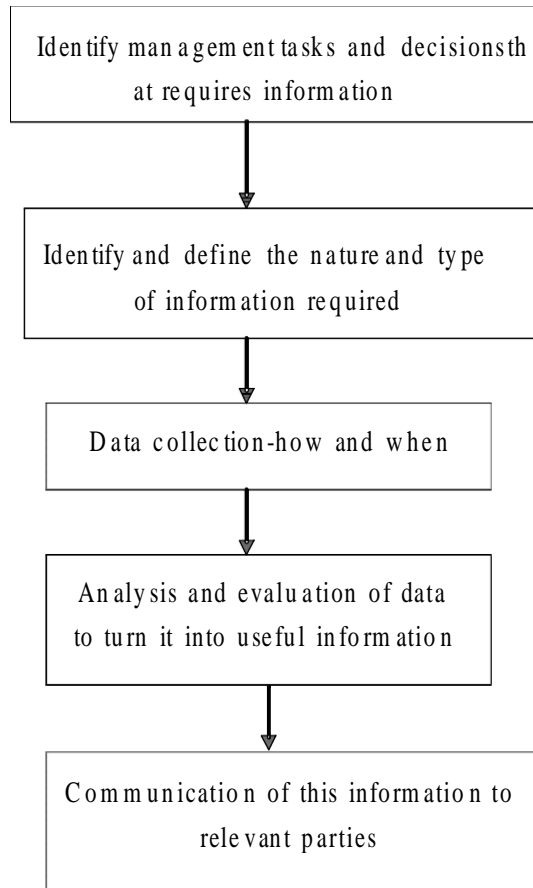 Identify management tasks and decisionsth
at requires information
Identify and define the nature and type
of information required
Data collection-how and when
Analysis and evaluation of data
to turn it into useful information
Communication of this information to
relevant parties